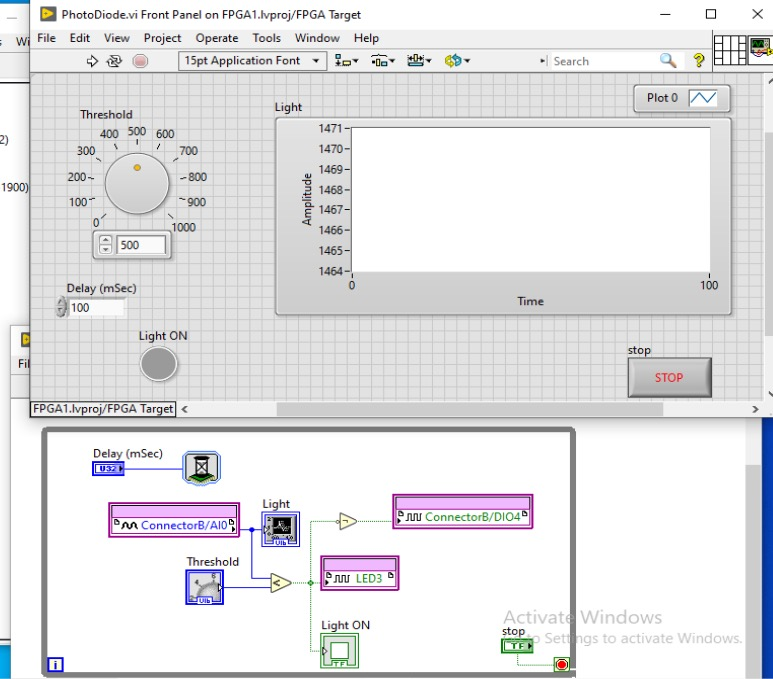 PhotoDiode.vi Front Panel on FPGA1.lvproj/FPGA Target
File Edit View Project Operate Tools Window Help
Wi
15pt Application Font
Search
?
2)
1900)
Threshold
0
100
200
300
400
500
600
700
800
900
1000
500
Delay (mSec)
100
Light ON
Light
Plot 0
Amplitude
1471
1470
1469
1468
1467
1466
1465
1464
0
100
Time
stop
STOP
FPGA1.lvproj/FPGA Target
Fil
Delay (mSec)
U32
ConnectorB/AI0
Light
U16
ConnectorB/DIO4
Threshold
U16
<
LED3
Light ON
TF
stop
TF
i
Activate Windows
to Settings to activate Windows.